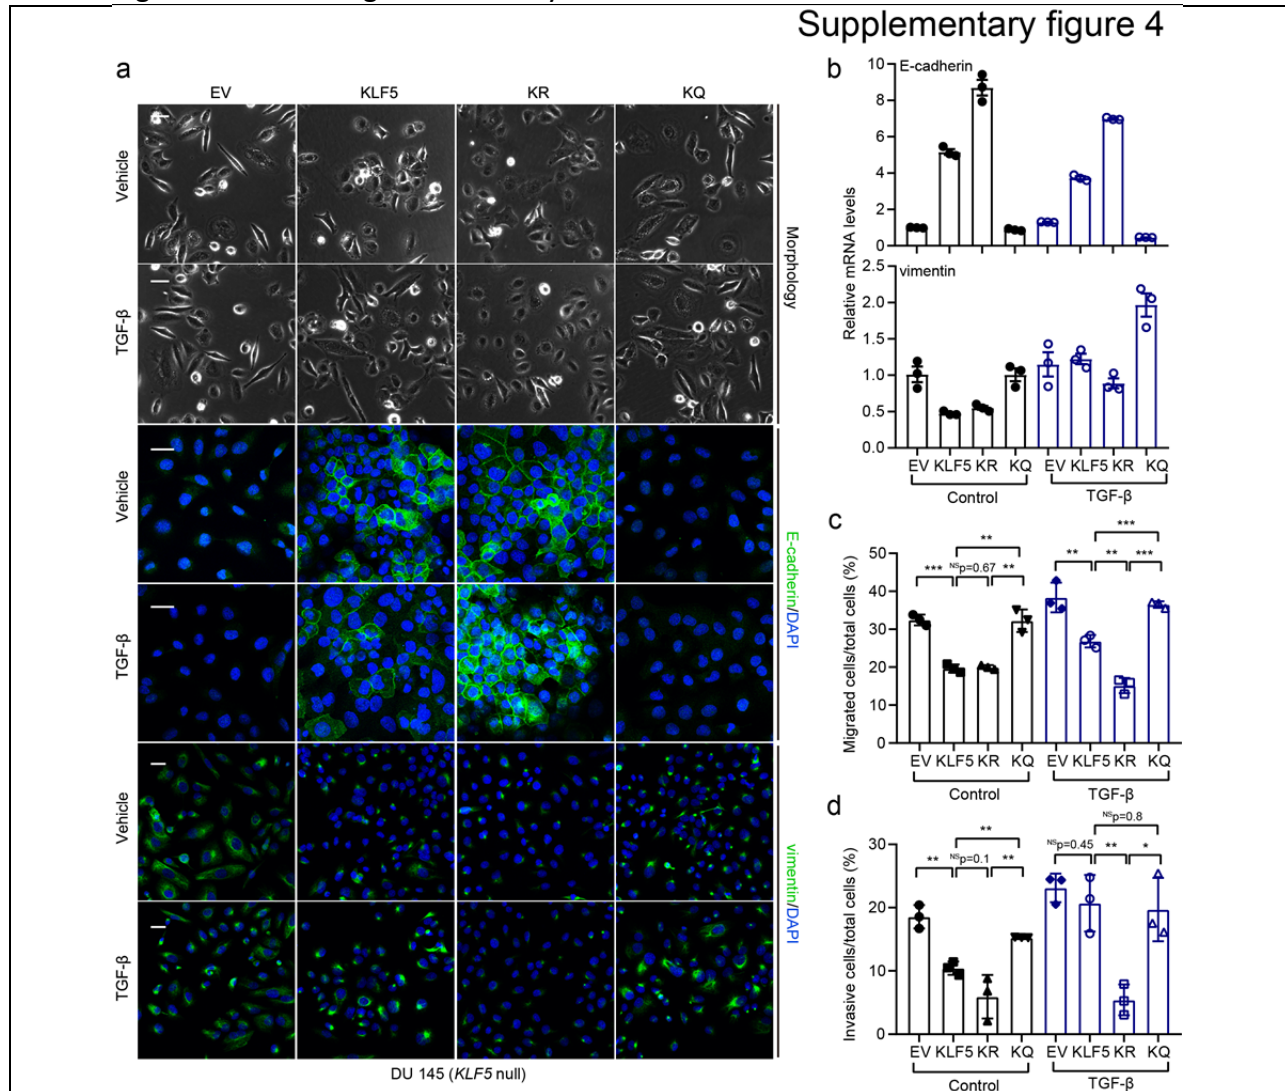 Supplementary figure 4
a
EV KLF5 KR KQ
Vehicle
TGF-β
Morphology
Vehicle
TGF-β
E-cadherin/DAPI
Vehicle
TGF-β
vimentin/DAPI
DU 145 (KLF5 null)
b
E-cadherin
10
8
6
4
2
0
Relative mRNA levels
vimentin
2.5
2.0
1.5
1.0
0.5
0.0
EV KLF5 KR KQ EV KLF5 KR KQ
Control TGF-β
c
Migrated cells/total cells (%)
50
40
30
20
10
0
** ***
*** NSp=0.67 ** ** ** ***
EV KLF5 KR KQ EV KLF5 KR KQ
Control TGF-β
d
Invasive cells/total cells (%)
30
20
10
0
** NSp=0.8
** NSp=0.1 ** NSp=0.45 ** *
EV KLF5 KR KQ EV KLF5 KR KQ
Control TGF-β